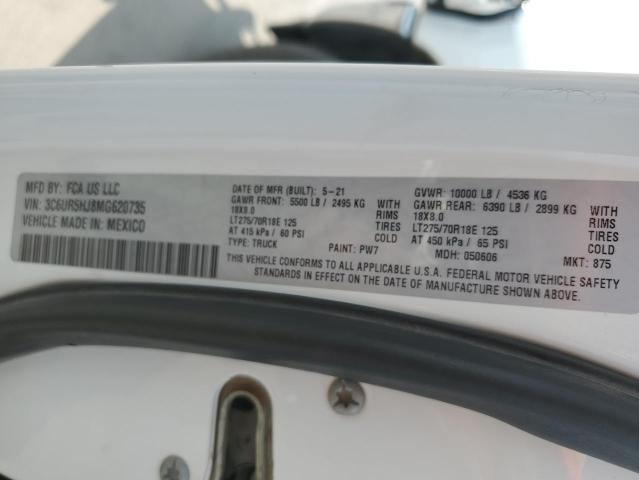 MFD BY: FCA US LLC
VIN: 3C6UR5HJ8MG620735
VEHICLE MADE IN: MEXICO
DATE OF MFR (BUILT): 5-21
GAWR FRONT: 5500 LB / 2495 KG WITH
18X8.0 RIMS
LT275/70R18E 125 TIRES
AT 415 kPa / 60 PSI COLD
TYPE: TRUCK PAINT: PW7
GVWR: 10000 LB / 4536 KG
GAWR REAR: 6390 LB / 2899 KG WITH
18X8.0 RIMS
LT275/70R18E 125 TIRES
AT 450 kPa / 65 PSI COLD
MDH: 050606 MKT: 875
THIS VEHICLE CONFORMS TO ALL APPLICABLE U.S.A. FEDERAL MOTOR VEHICLE SAFETY
STANDARDS IN EFFECT ON THE DATE OF MANUFACTURE SHOWN ABOVE.